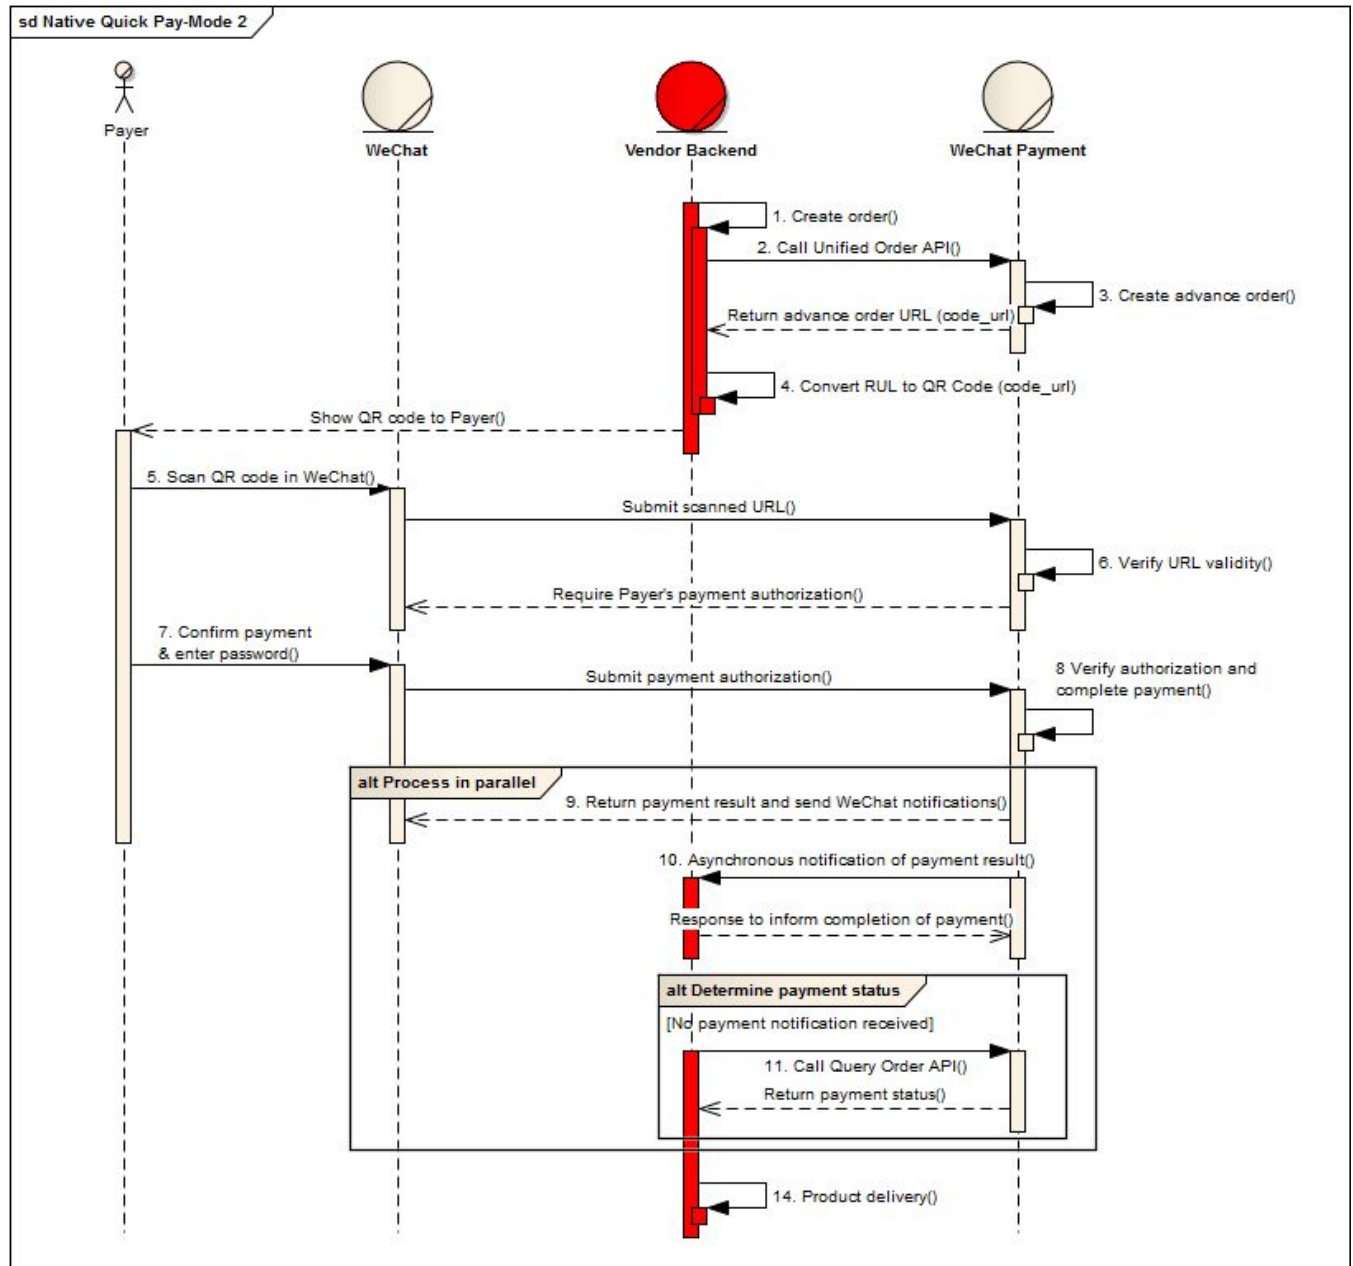 sd Native Quick Pay-Mode 2
Payer
WeChat
Vendor Backend
WeChat Payment
1. Create order()
2. Call Unified Order API()
3. Create advance order()
Return advance order URL (code_url)
4. Convert RUL to QR Code (code_url)
Show QR code to Payer()
5. Scan QR code in WeChat()
Submit scanned URL()
6. Verify URL validity()
Require Payer's payment authorization()
7. Confirm payment
& enter password()
Submit payment authorization()
8 Verify authorization and
complete payment()
alt Process in parallel
9. Return payment result and send WeChat notifications()
10. Asynchronous notification of payment result()
Response to inform completion of payment()
alt Determine payment status
[No payment notification received]
11. Call Query Order API()
Return payment status()
14. Product delivery()